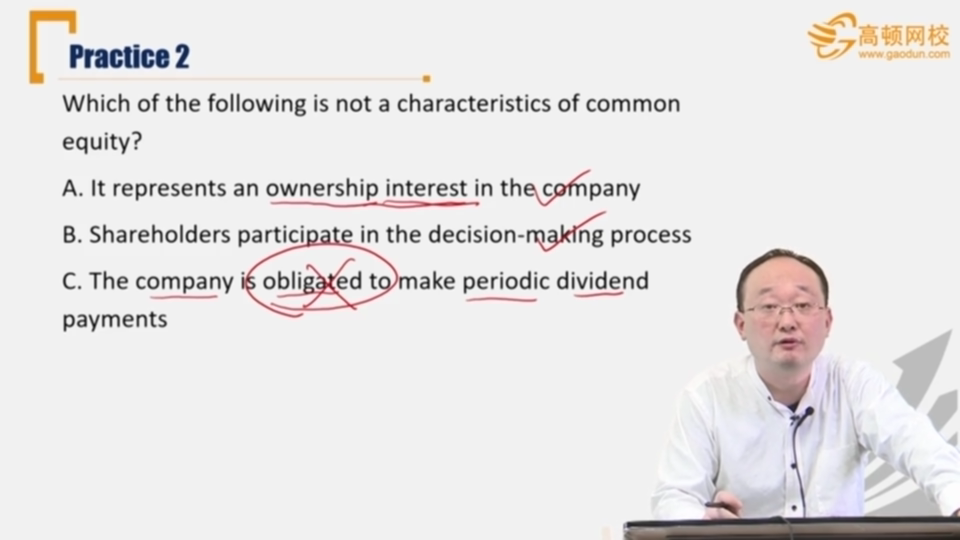 Practice 2
高顿网校
www.gaodun.com
Which of the following is not a characteristics of common
equity?
A. It represents an ownership interest in the company
B. Shareholders participate in the decision-making process
C. The company is obligated to make periodic dividend
payments